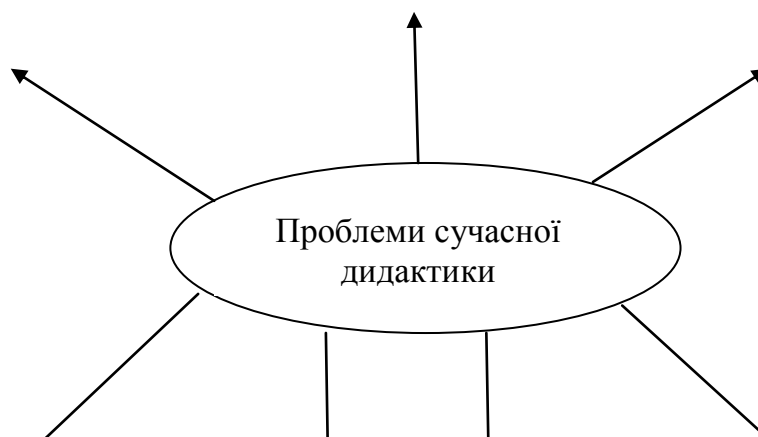 Проблеми сучасної
дидактики